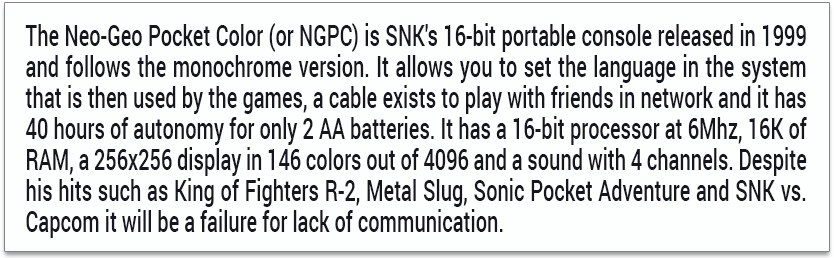 The Neo-Geo Pocket Color (or NGPC) is SNK's 16-bit portable console released in 1999
and follows the monochrome version. It allows you to set the language in the system
that is then used by the games, a cable exists to play with friends in network and it has
40 hours of autonomy for only 2 AA batteries. It has a 16-bit processor at 6Mhz, 16K of
RAM, a 256x256 display in 146 colors out of 4096 and a sound with 4 channels. Despite
his hits such as King of Fighters R-2, Metal Slug, Sonic Pocket Adventure and SNK vs.
Capcom it will be a failure for lack of communication.